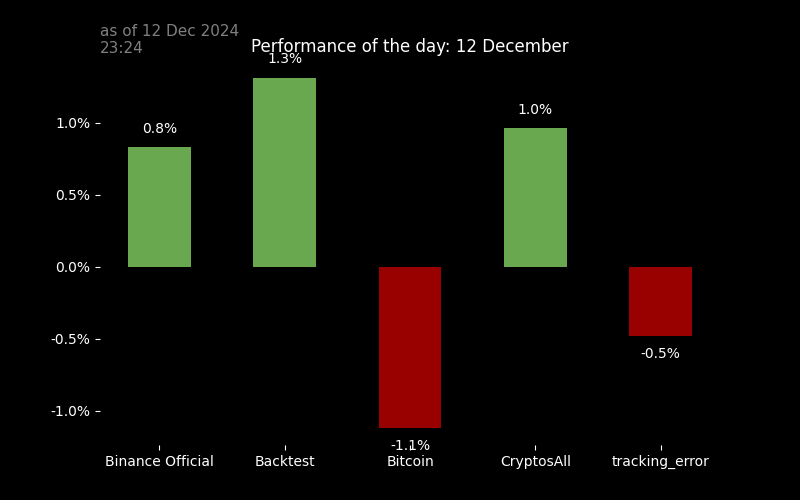 as of 12 Dec 2024
23:24
Performance of the day: 12 December
1.3%
1.0%
0.8%
1.0%
0.5%
0.0%
-0.5%
-0.5%
-1.0%
-1.1%
Binance Official
Backtest
Bitcoin
CryptosAll
tracking_error